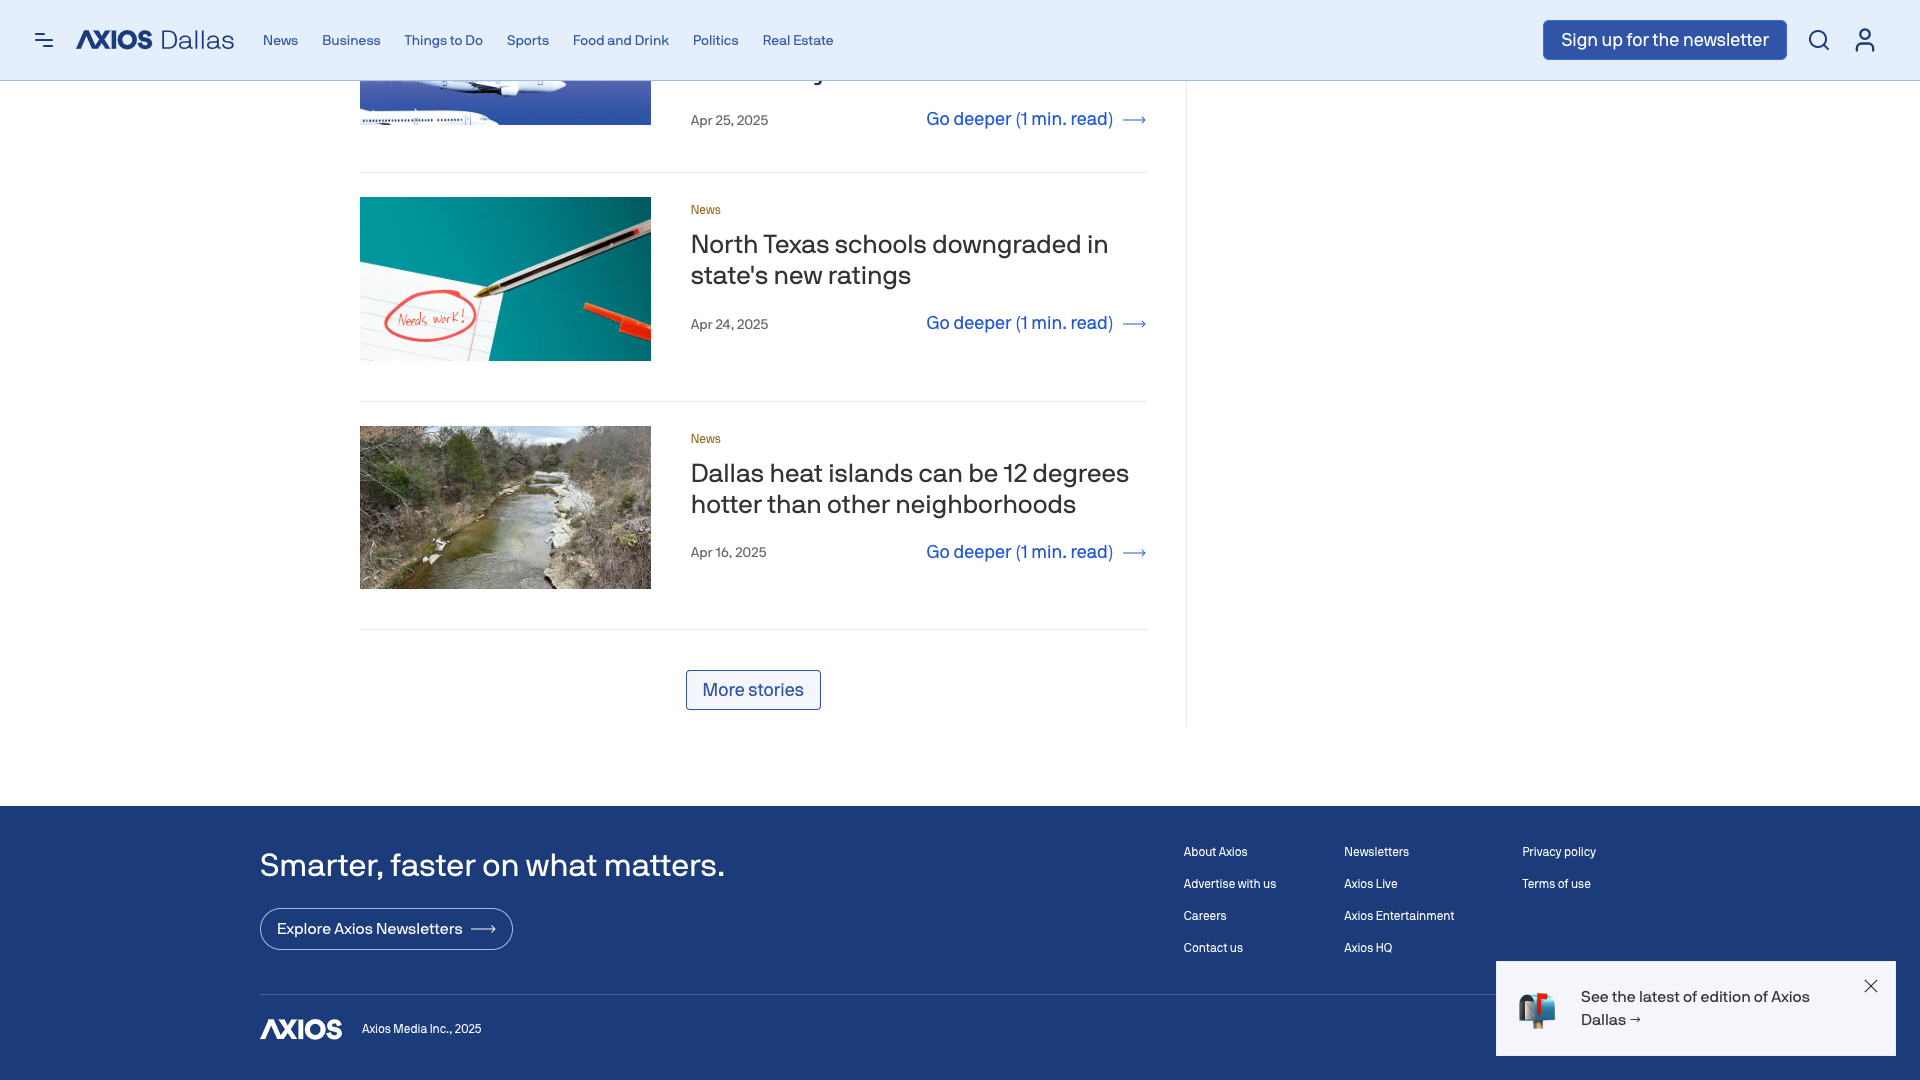 AXIOS Dallas
News
Business
Things to Do
Sports
Food and Drink
Politics
Real Estate
Sign up for the newsletter
Apr 25, 2025
Go deeper (1 min. read)
News
North Texas schools downgraded in
state's new ratings
Needs work!
Apr 24, 2025
Go deeper (1 min. read)
News
Dallas heat islands can be 12 degrees
hotter than other neighborhoods
Apr 16, 2025
Go deeper (1 min. read)
More stories
Smarter, faster on what matters.
Explore Axios Newsletters
About Axios
Advertise with us
Careers
Contact us
Newsletters
Axios Live
Axios Entertainment
Axios HQ
Privacy policy
Terms of use
See the latest of edition of Axios
Dallas →
AXIOS
Axios Media Inc., 2025